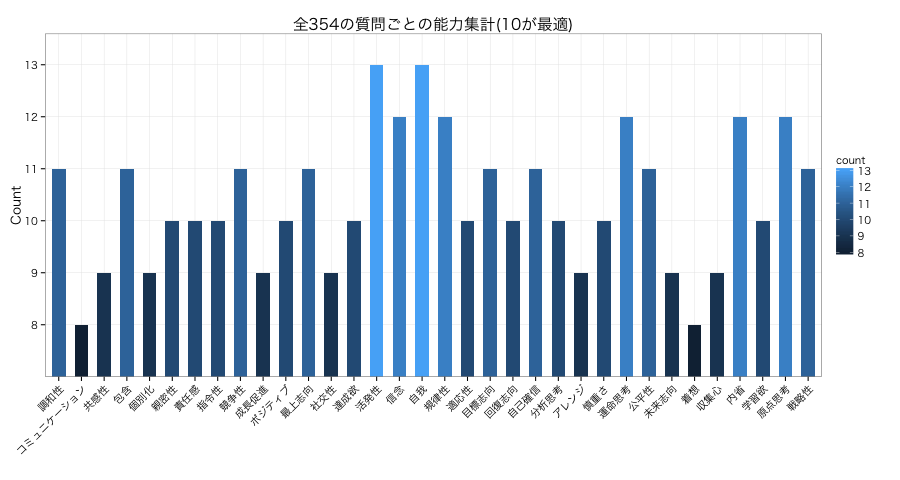 全354の質問ごとの能力集計(10が最適)
Count
13
12
11
10
9
8
調和性
コミュニケーション
共感性
包含
個別化
親密性
責任感
指令性
競争性
成長促進
ポジティブ
最上志向
社交性
達成欲
活発性
信念
自我
規律性
適応性
目標志向
回復志向
自己確信
分析思考
アレンジ
慎重さ
運命思考
公平性
未来志向
着想
収集心
内省
学習欲
原点思考
戦略性
count
13
12
11
10
9
8